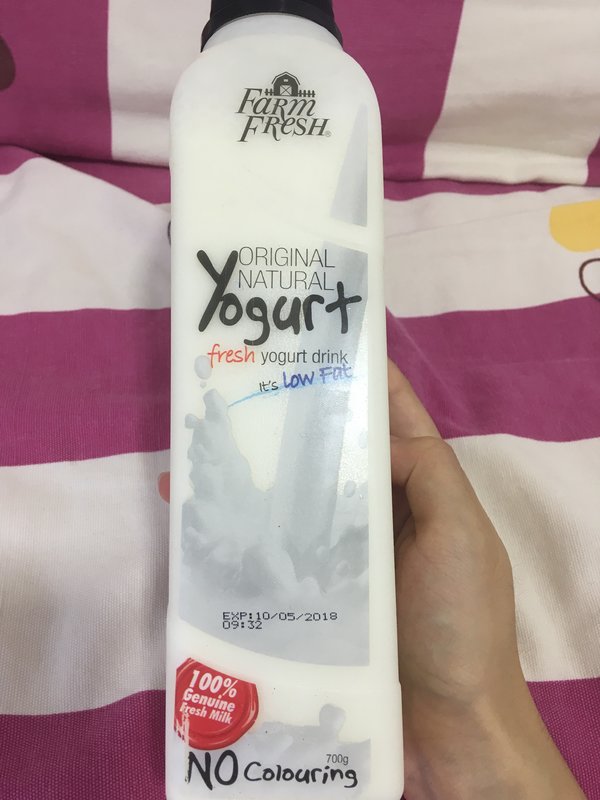 FARM
FRESH®
ORIGINAL
NATURAL
Yogurt
fresh yogurt drink
It's Low Fat
EXP:10/05/2018
09:32
100%
Genuine
Fresh Milk
700g
NO Colouring